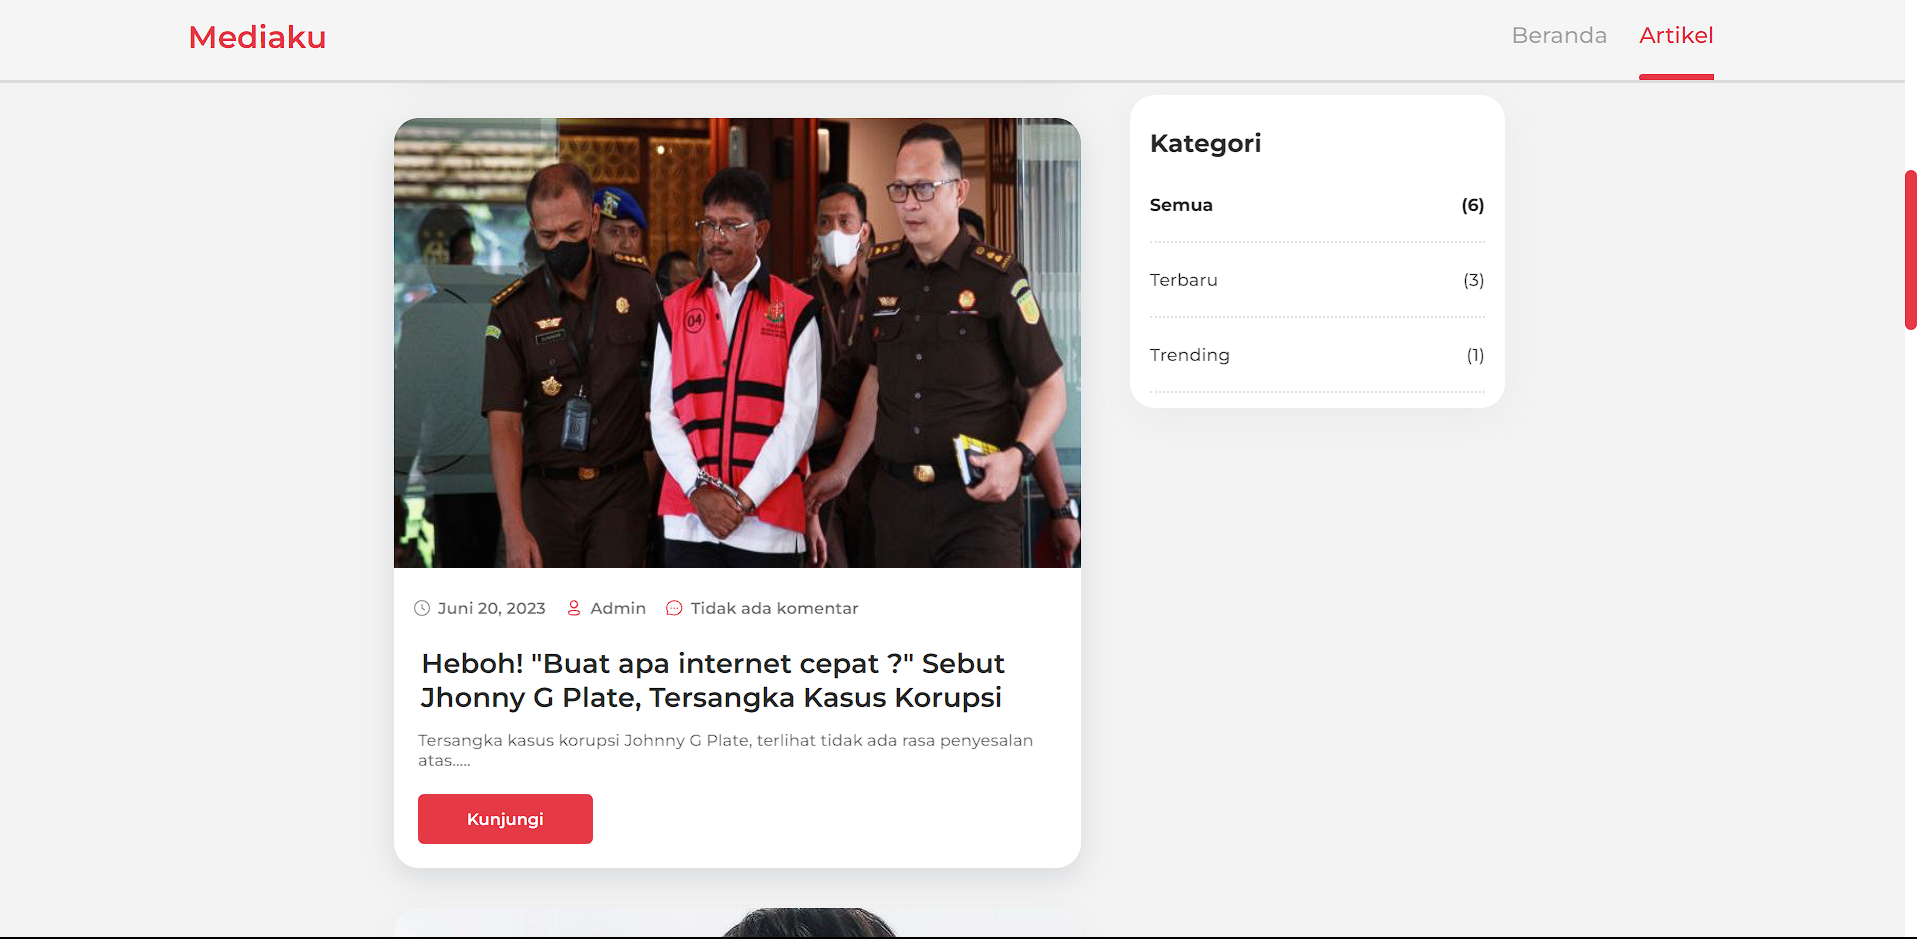 Mediaku
Beranda
Artikel
04
Juni 20, 2023
Admin
Tidak ada komentar
Heboh! "Buat apa internet cepat ?" Sebut
Jhonny G Plate, Tersangka Kasus Korupsi
Tersangka kasus korupsi Johnny G Plate, terlihat tidak ada rasa penyesalan
atas.....
Kunjungi
Kategori
Semua (6)
Terbaru (3)
Trending (1)